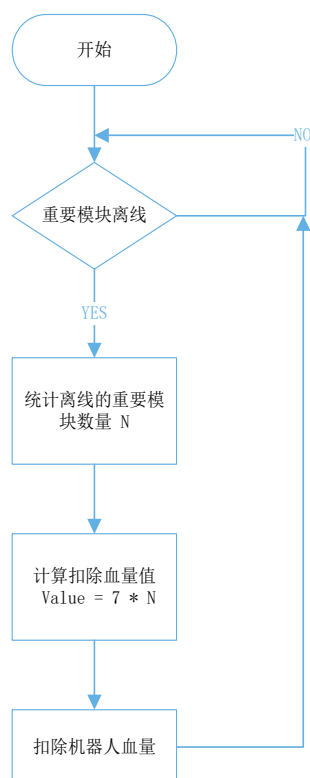 开始
NO
重要模块离线
YES
统计离线的重要模
块数量 N
计算扣除血量值
Value = 7 * N
扣除机器人血量